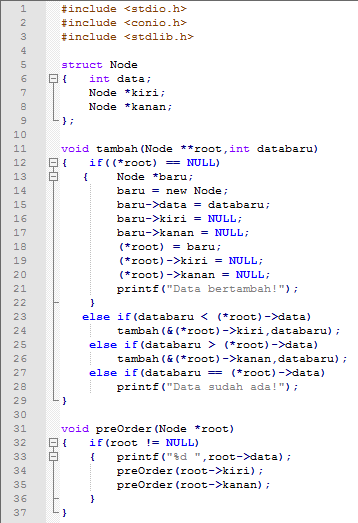 1 #include <stdio.h>
2 #include <conio.h>
3 #include <stdlib.h>
4
5 struct Node
6 {   int data;
7     Node *kiri;
8     Node *kanan;
9 };
10
11 void tambah(Node **root,int databaru)
12 {   if((*root) == NULL)
13    {    Node *baru;
14         baru = new Node;
15         baru->data = databaru;
16         baru->kiri = NULL;
17         baru->kanan = NULL;
18         (*root) = baru;
19         (*root)->kiri = NULL;
20         (*root)->kanan = NULL;
21         printf("Data bertambah!");
22     }
23    else if(databaru < (*root)->data)
24         tambah(&(*root)->kiri,databaru);
25     else if(databaru > (*root)->data)
26         tambah(&(*root)->kanan,databaru);
27     else if(databaru == (*root)->data)
28         printf("Data sudah ada!");
29 }
30
31 void preOrder(Node *root)
32 {   if(root != NULL)
33     {   printf("%d ",root->data);
34         preOrder(root->kiri);
35         preOrder(root->kanan);
36     }
37 }